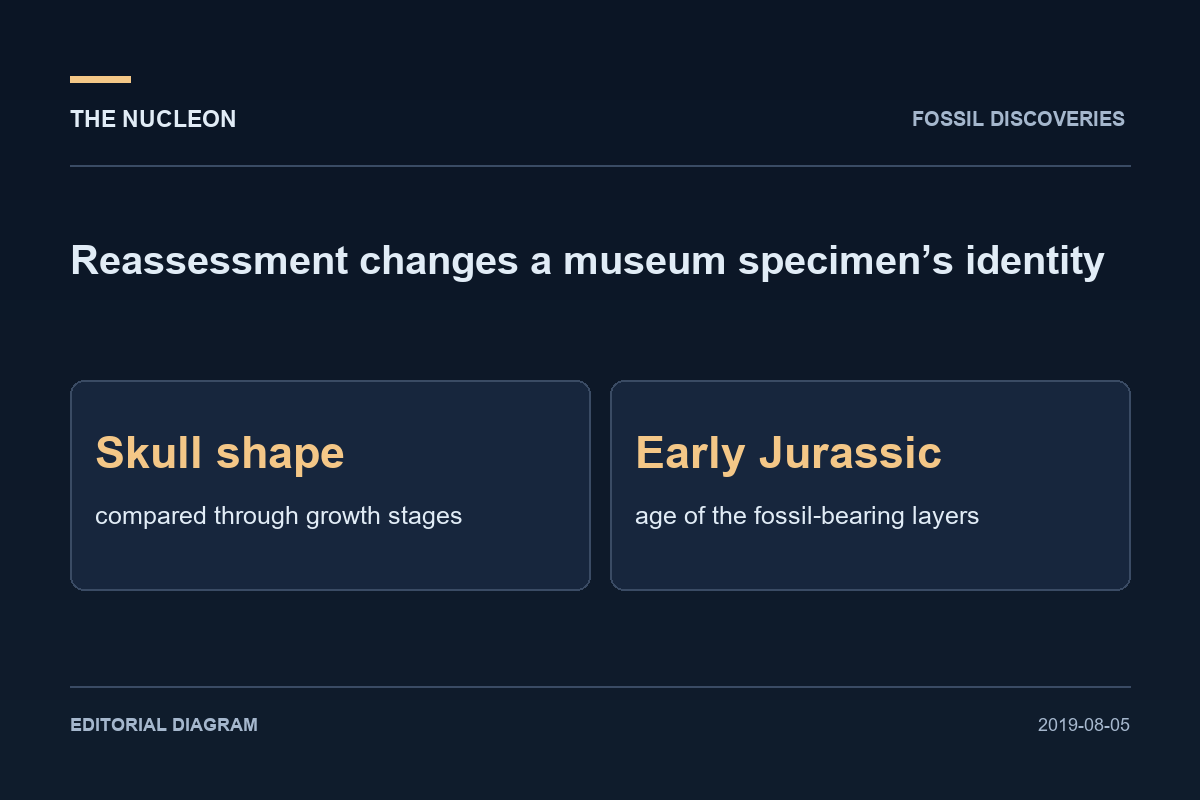 THE NUCLEON
FOSSIL DISCOVERIES
Reassessment changes a museum specimen’s identity
Skull shape
compared through growth stages
Early Jurassic
age of the fossil-bearing layers
EDITORIAL DIAGRAM
2019-08-05